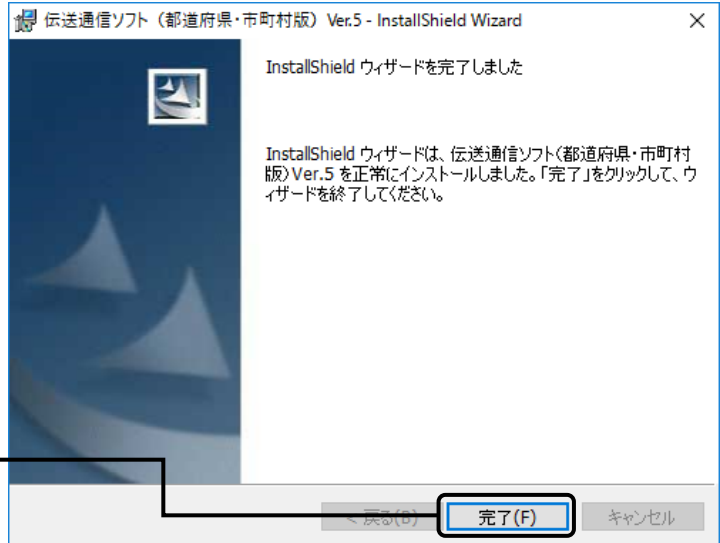 伝送通信ソフト（都道府県・市町村版）Ver.5 - InstallShield Wizard
InstallShield ウィザードを完了しました
InstallShield ウィザードは、伝送通信ソフト(都道府県・市町村
版)Ver.5 を正常にインストールしました。「完了」をクリックして、ウ
ィザードを終了してください。
< 戻る(B) 完了(F) キャンセル